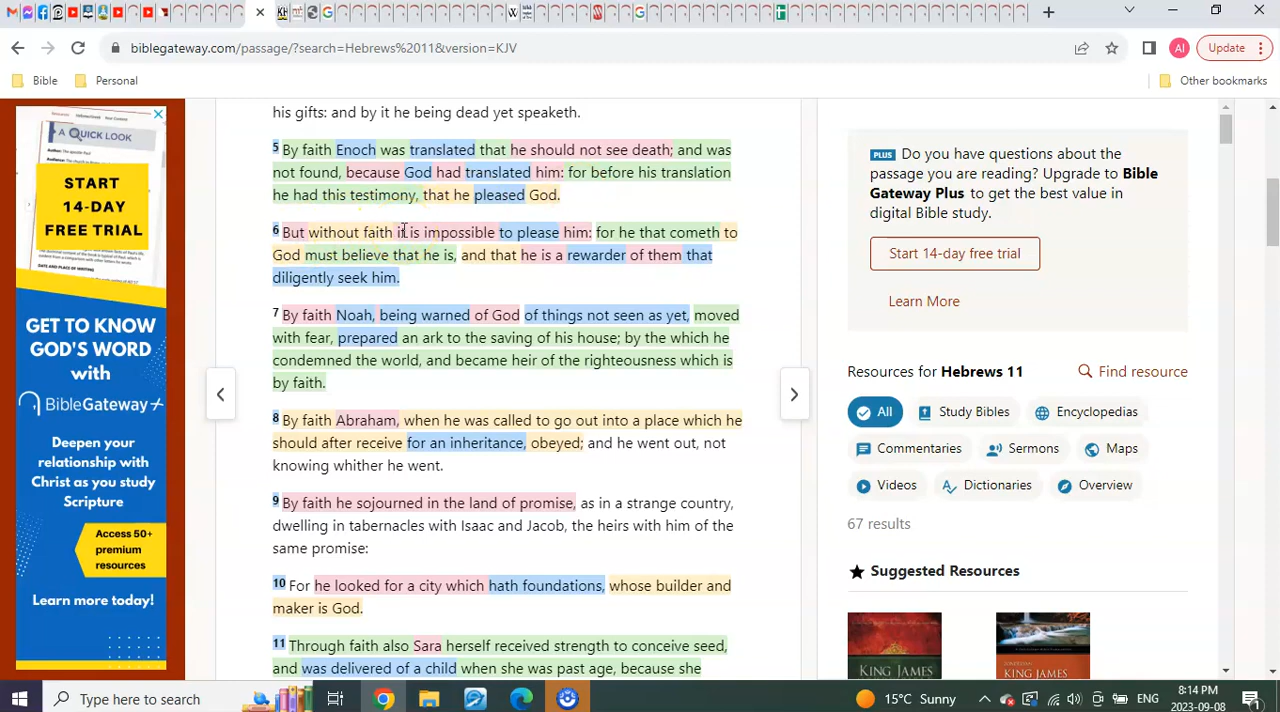 biblegateway.com/passage/?search=Hebrews%2011&version=KJV
AI
Update
Bible
Personal
Other bookmarks
A QUICK LOOK
START
14-DAY
FREE TRIAL
GET TO KNOW
GOD'S WORD
with
BibleGateway+
Deepen your
relationship with
Christ as you study
Scripture
Access 50+
premium
resources
Learn more today!
his gifts: and by it he being dead yet speaketh.
5 By faith Enoch was translated that he should not see death; and was
not found, because God had translated him: for before his translation
he had this testimony, that he pleased God.
6 But without faith it is impossible to please him: for he that cometh to
God must believe that he is, and that he is a rewarder of them that
diligently seek him.
7 By faith Noah, being warned of God of things not seen as yet, moved
with fear, prepared an ark to the saving of his house; by the which he
condemned the world, and became heir of the righteousness which is
by faith.
8 By faith Abraham, when he was called to go out into a place which he
should after receive for an inheritance, obeyed; and he went out, not
knowing whither he went.
9 By faith he sojourned in the land of promise, as in a strange country,
dwelling in tabernacles with Isaac and Jacob, the heirs with him of the
same promise:
10 For he looked for a city which hath foundations, whose builder and
maker is God.
11 Through faith also Sara herself received strength to conceive seed,
and was delivered of a child when she was past age, because she
PLUS Do you have questions about the
passage you are reading? Upgrade to Bible
Gateway Plus to get the best value in
digital Bible study.
Start 14-day free trial
Learn More
Resources for Hebrews 11
Find resource
All
Study Bibles
Encyclopedias
Commentaries
Sermons
Maps
Videos
Dictionaries
Overview
67 results
Suggested Resources
KING JAMES
KING JAMES
Type here to search
15°C Sunny
ENG
8:14 PM
2023-09-08
1